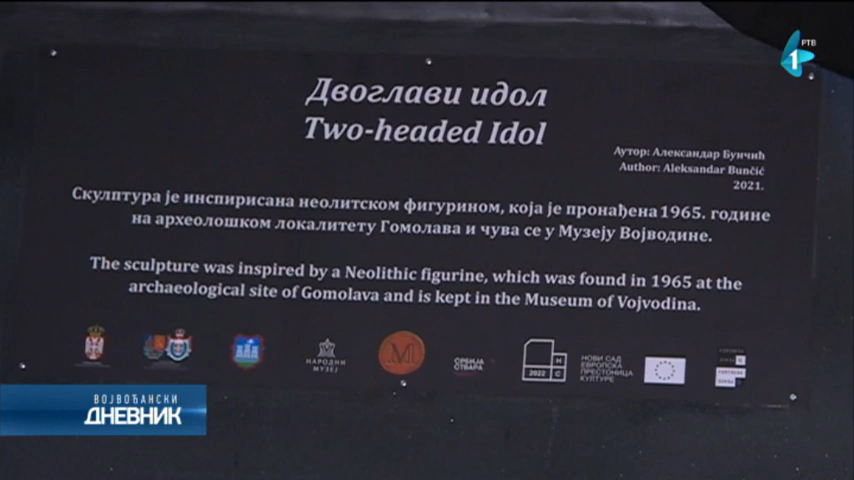 РТВ
1
Двоглави идол
Two-headed Idol
Аутор: Александар Бунчић
Author: Aleksandar Bunčić
2021.
Скулптура је инспирисана неолитском фигурином, која је пронађена 1965. године
на археолошком локалитету Гомолава и чува се у Музеју Војводине.
The sculpture was inspired by a Neolithic figurine, which was found in 1965 at the
archaeological site of Gomolava and is kept in the Museum of Vojvodina.
НАРОДНИ
МУЗЕЈ
М
СРБИЈА
СТВАРА
Н
2022 С
НОВИ САД
ЕВРОПСКА
ПРЕСТОНИЦА
КУЛТУРЕ
ВОЈВОЂАНСКИ
ДНЕВНИК